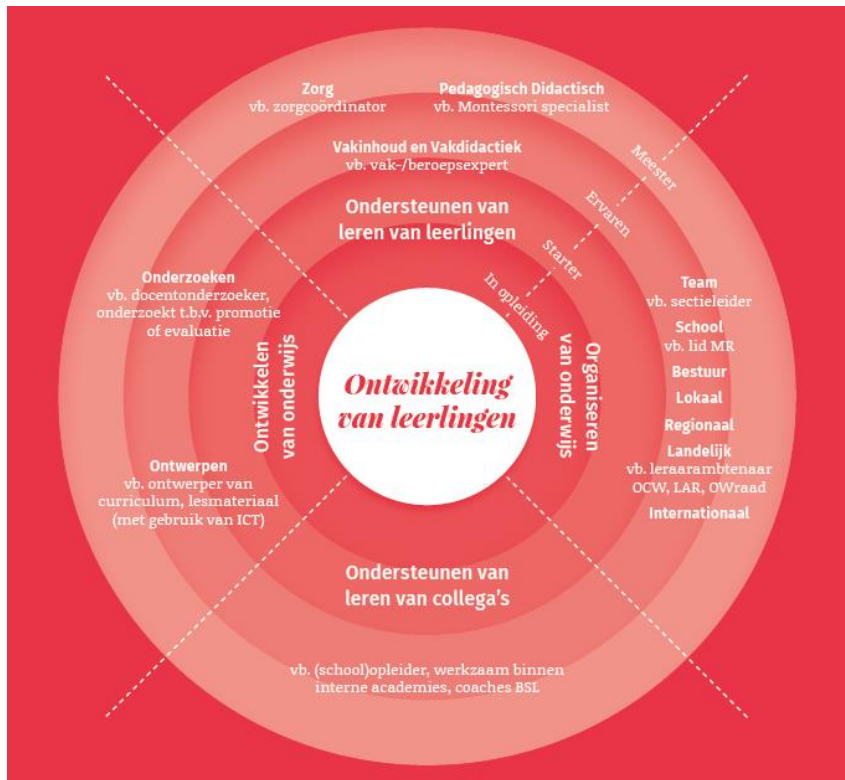 Zorg
vb. zorgcoördinator
Pedagogisch Didactisch
vb. Montessori specialist
Vakinhoud en Vakdidactiek
vb. vak-/beroepsexpert
Ondersteunen van
leren van leerlingen
Meester
Ervaren
Starter
In opleiding
Onderzoeken
vb. docentonderzoeker,
onderzoekt t.b.v. promotie
of evaluatie
Ontwerpen
vb. ontwerper van
curriculum, lesmateriaal
(met gebruik van ICT)
Ontwikkelen
van onderwijs
Ontwikkeling
van leerlingen
Organiseren
van onderwijs
Team
vb. sectieleider
School
vb. lid MR
Bestuur
Lokaal
Regionaal
Landelijk
vb. leraarambtenaar
OCW, LAR, OWraad
Internationaal
Ondersteunen van
leren van collega's
vb. (school)opleider, werkzaam binnen
interne academies, coaches BSL